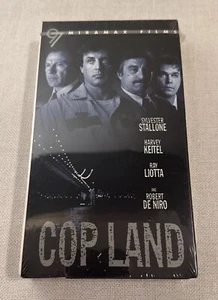 MIRAMAX FILMS
SYLVESTER
STALLONE
HARVEY
KEITEL
RAY
LIOTTA
AND
ROBERT
DE NIRO
COP LAND